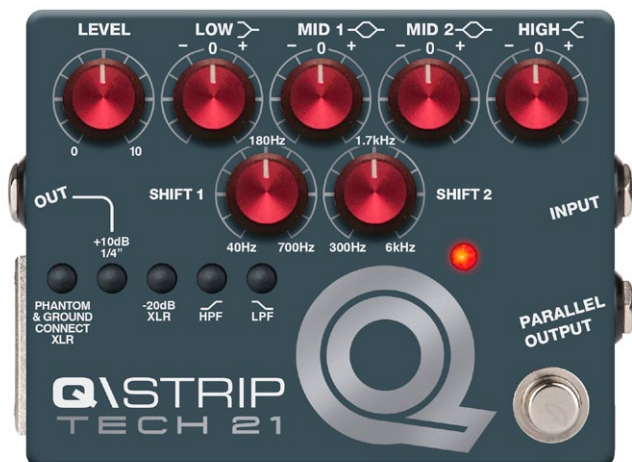 LEVEL
LOW
MID 1
MID 2
HIGH
– 0 +
– 0 +
– 0 +
– 0 +
0 10
180Hz
1.7kHz
SHIFT 1
SHIFT 2
40Hz 700Hz
300Hz 6kHz
OUT
INPUT
+10dB
1/4"
PHANTOM
& GROUND
CONNECT
XLR
-20dB
XLR
HPF
LPF
PARALLEL
OUTPUT
Q\STRIP
TECH 21
Q